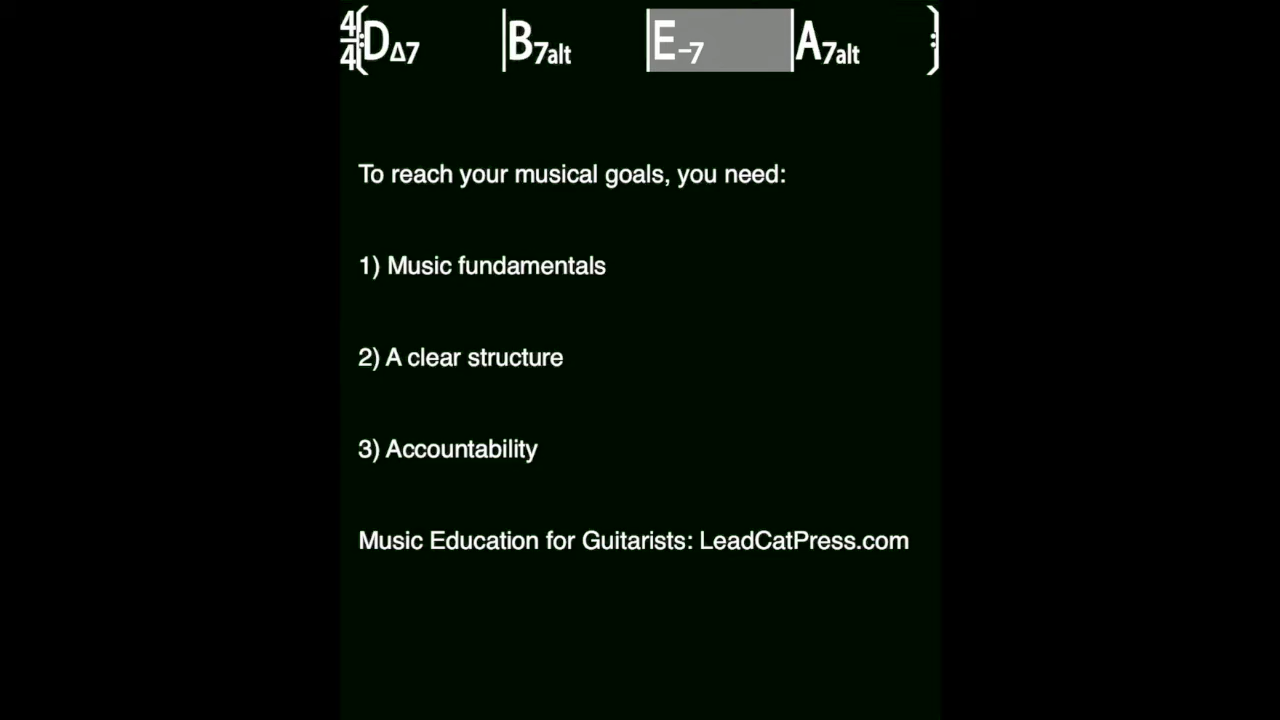 4/4 DΔ7 B7alt E-7 A7alt
To reach your musical goals, you need:
1) Music fundamentals
2) A clear structure
3) Accountability
Music Education for Guitarists: LeadCatPress.com